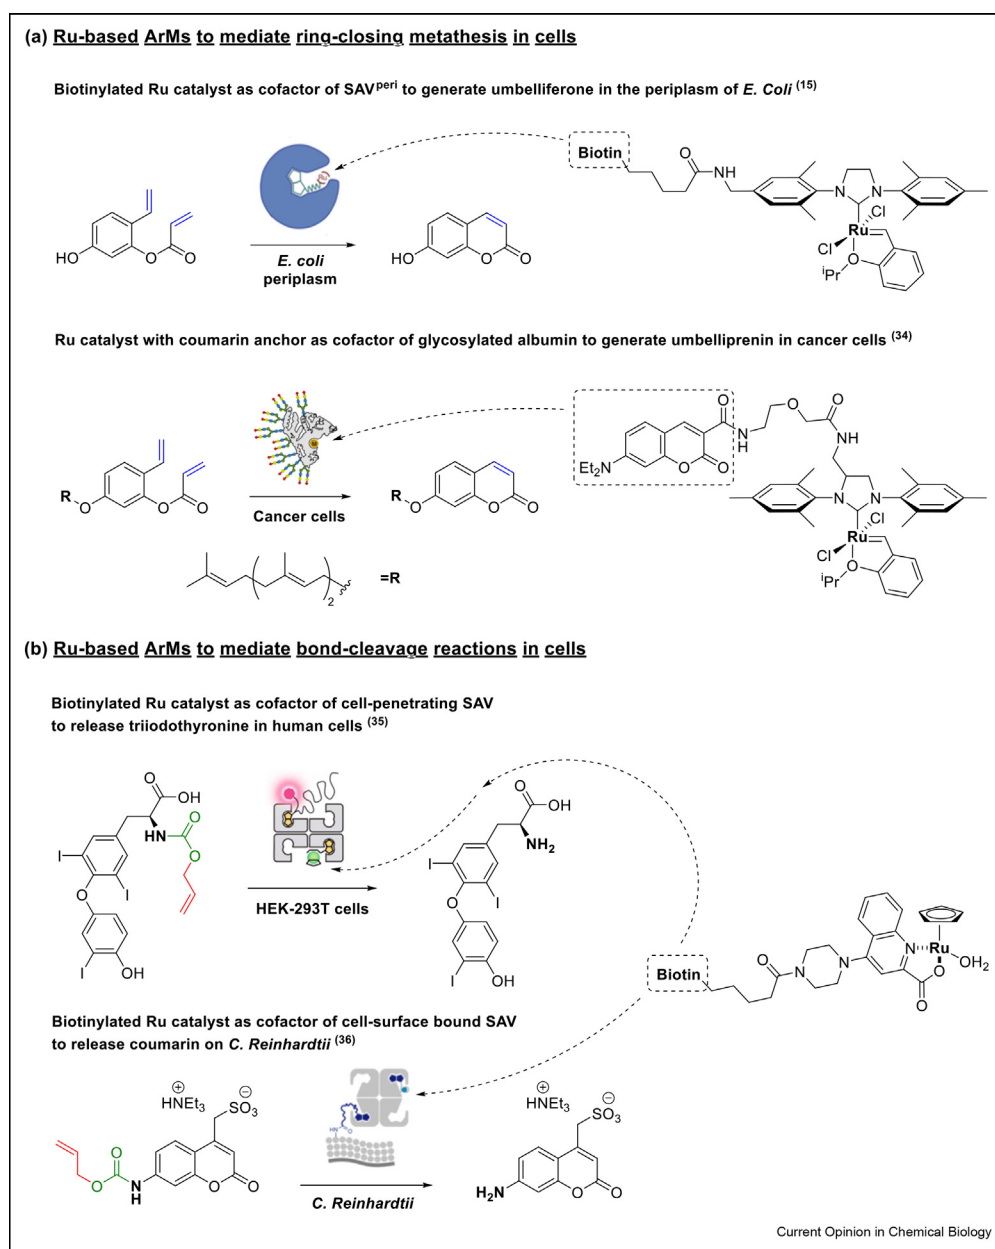 (a) Ru-based ArMs to mediate ring-closing metathesis in cells
Biotinylated Ru catalyst as cofactor of SAV^peri to generate umbelliferone in the periplasm of E. Coli (15)
Biotin
O
NH
N N
Cl
Ru
Cl
O
iPr
HO O O
E. coli
periplasm
HO O O
Ru catalyst with coumarin anchor as cofactor of glycosylated albumin to generate umbelliprenin in cancer cells (34)
O
N
H
O
O
NH
Et2N O O
N N
Cl
Ru
Cl
O
iPr
R
O O O
Cancer cells
R
O O O
2
=R
(b) Ru-based ArMs to mediate bond-cleavage reactions in cells
Biotinylated Ru catalyst as cofactor of cell-penetrating SAV
to release triiodothyronine in human cells (35)
O
OH
N
H
O
O
I
I
O
I
OH
HEK-293T cells
O
OH
NH2
I
I
O
I
OH
Biotin
O
N
N
N
Ru
OH2
O
O
Biotinylated Ru catalyst as cofactor of cell-surface bound SAV
to release coumarin on C. Reinhardtii (36)
⊕
HNEt3
⊖
SO3
O
O
N
H
O O
HN
O
C. Reinhardtii
⊕
HNEt3
⊖
SO3
H2N O O
Current Opinion in Chemical Biology